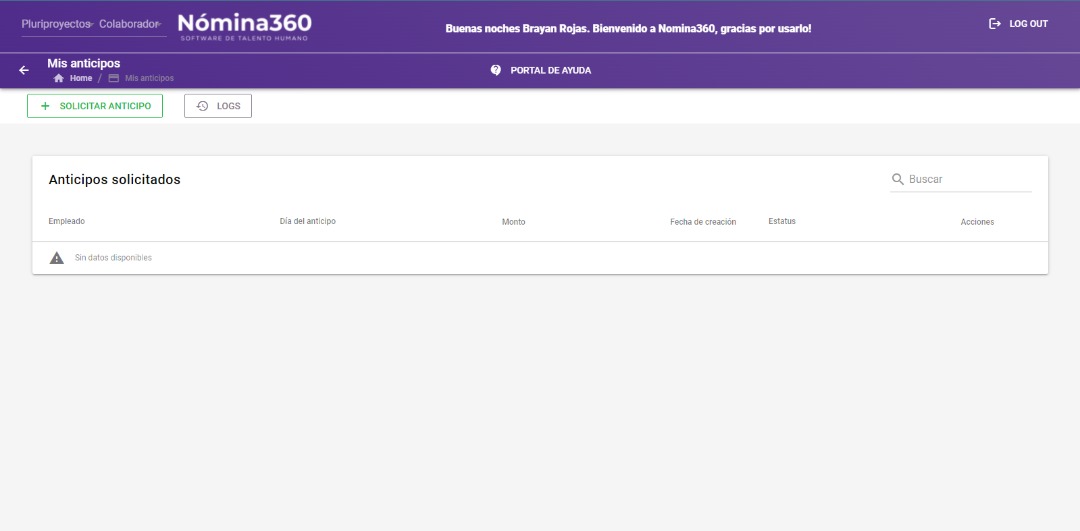 Pluriproyectos Colaborador Nómina360
SOFTWARE DE TALENTO HUMANO
Buenas noches Brayan Rojas. Bienvenido a Nomina360, gracias por usarlo!
LOG OUT
Mis anticipos
Home / Mis anticipos
PORTAL DE AYUDA
+ SOLICITAR ANTICIPO
LOGS
Anticipos solicitados
Buscar
Empleado Día del anticipo Monto Fecha de creación Estatus Acciones
Sin datos disponibles